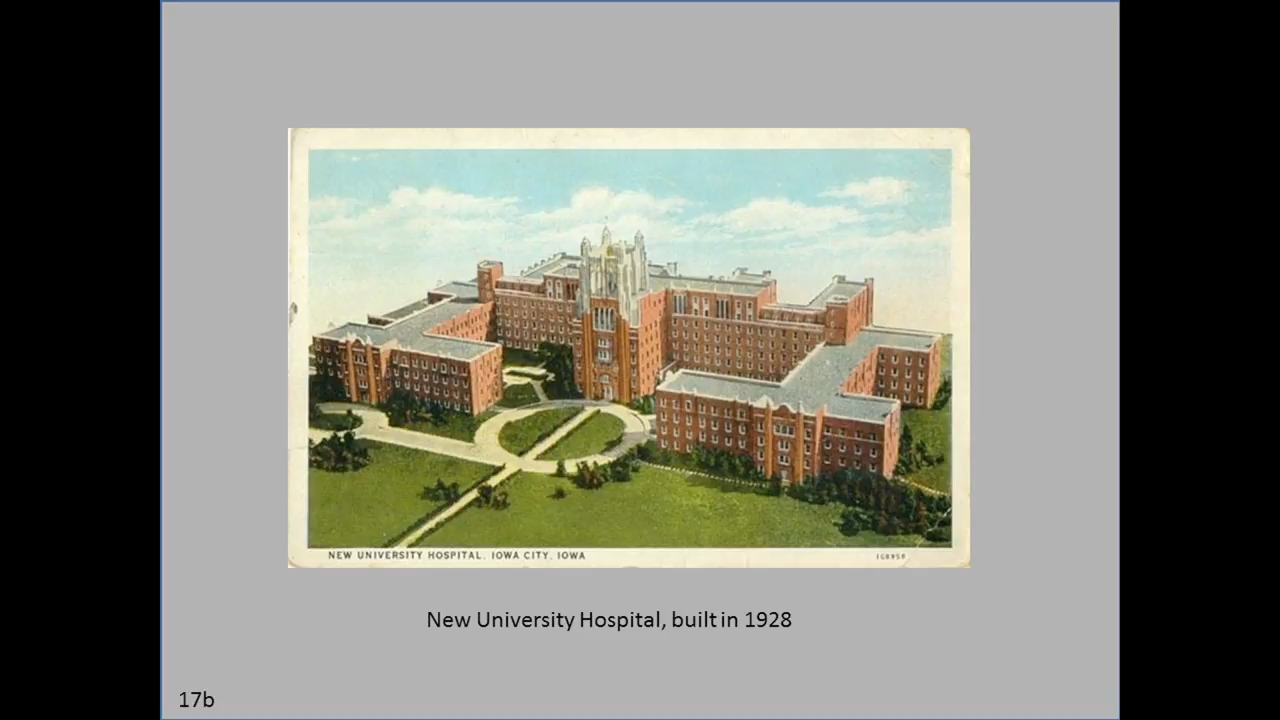 NEW UNIVERSITY HOSPITAL, IOWA CITY, IOWA
New University Hospital, built in 1928
17b